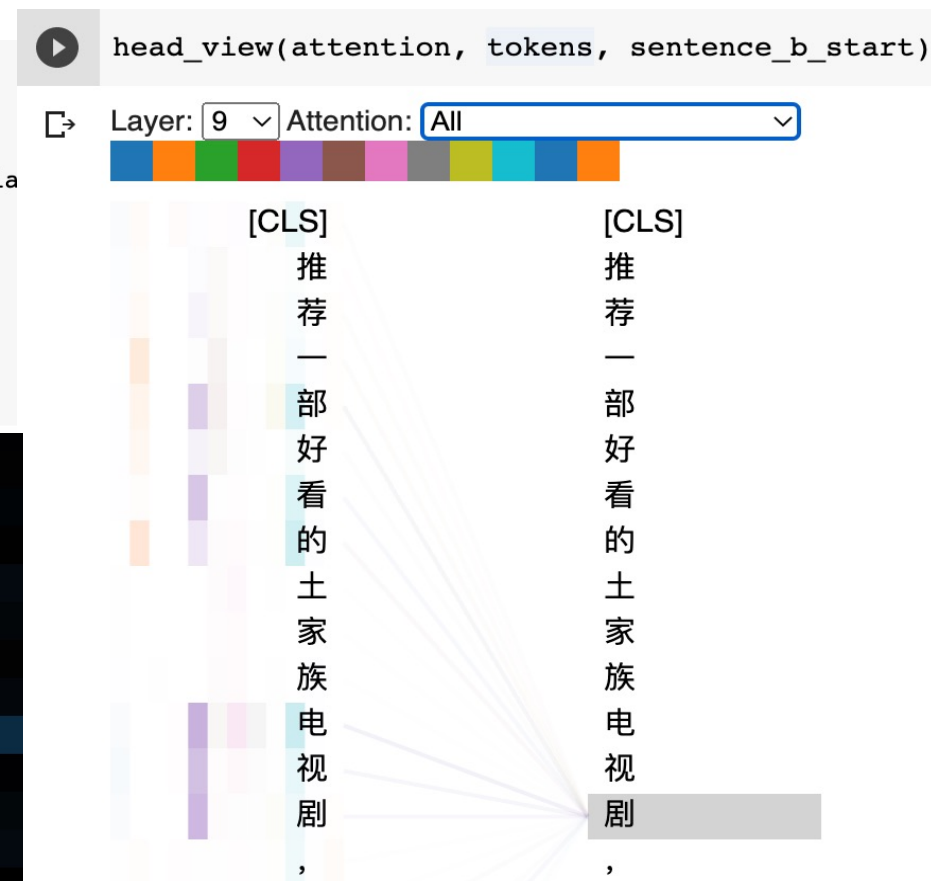 head_view(attention, tokens, sentence_b_start)
Layer: 9 Attention: All
la
[CLS] [CLS]
推 推
荐 荐
一 一
部 部
好 好
看 看
的 的
土 土
家 家
族 族
电 电
视 视
剧 剧
， ，